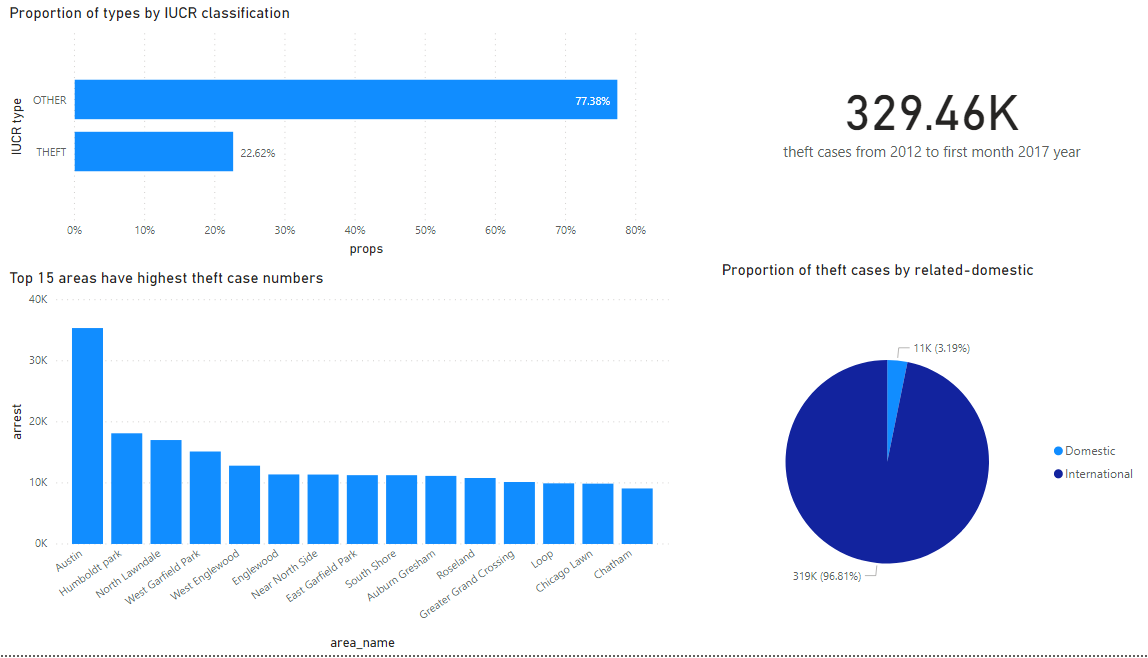 Proportion of types by IUCR classification
IUCR type
OTHER
77.38%
THEFT
22.62%
0%
10%
20%
30%
40%
50%
60%
70%
80%
props
329.46K
theft cases from 2012 to first month 2017 year
Top 15 areas have highest theft case numbers
arrest
40K
30K
20K
10K
0K
Austin
Humboldt park
North Lawndale
West Garfield Park
West Englewood
Englewood
Near North Side
East Garfield Park
South Shore
Auburn Gresham
Roseland
Greater Grand Crossing
Loop
Chicago Lawn
Chatham
area_name
Proportion of theft cases by related-domestic
11K (3.19%)
319K (96.81%)
Domestic
International